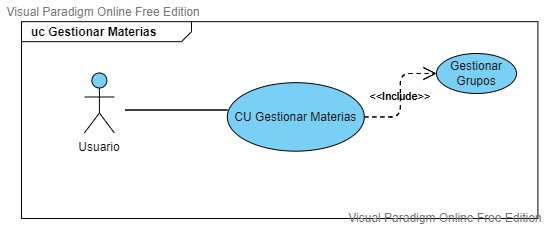 Visual Paradigm Online Free Edition
uc Gestionar Materias
Gestionar
Grupos
<<Include>>
CU Gestionar Materias
Usuario
Visual Paradigm Online Free Edition